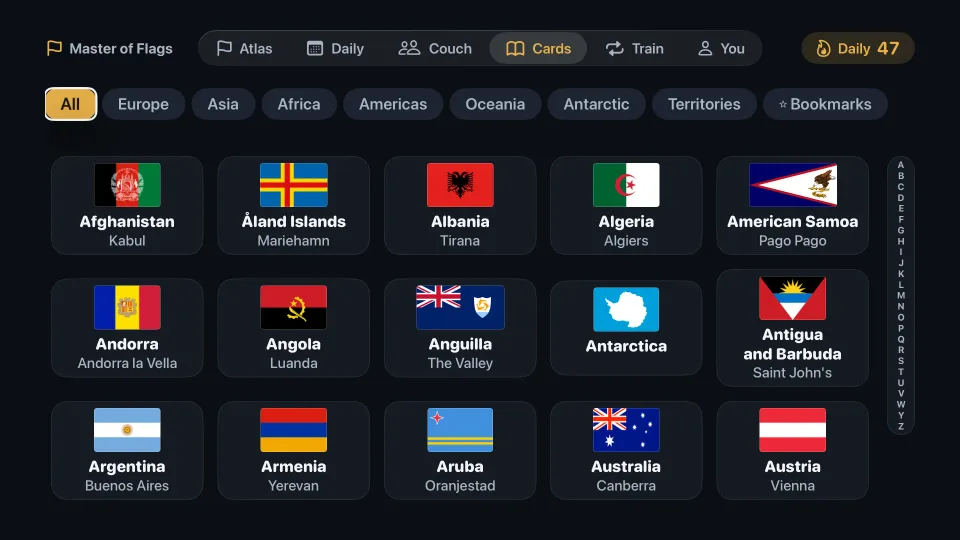 Master of Flags
Atlas
Daily
Couch
Cards
Train
You
Daily 47
All
Europe
Asia
Africa
Americas
Oceania
Antarctic
Territories
☆ Bookmarks
Afghanistan
Kabul
Åland Islands
Mariehamn
Albania
Tirana
Algeria
Algiers
American Samoa
Pago Pago
Andorra
Andorra la Vella
Angola
Luanda
Anguilla
The Valley
Antarctica
Antigua
and Barbuda
Saint John's
Argentina
Buenos Aires
Armenia
Yerevan
Aruba
Oranjestad
Australia
Canberra
Austria
Vienna
A
B
C
D
E
F
G
H
I
J
K
L
M
N
O
P
Q
R
S
T
U
V
W
Y
Z